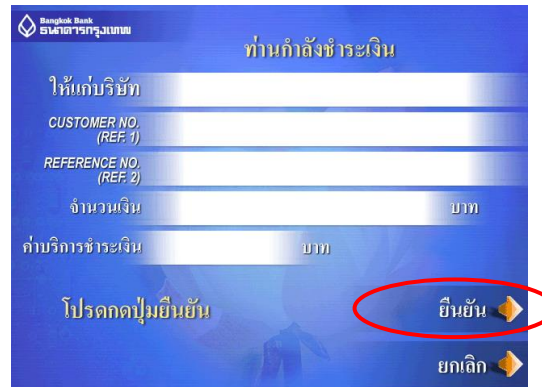 Bangkok Bank
ธนาคารกรุงเทพ
ท่านกำลังชำระเงิน
ให้แก่บริษัท
CUSTOMER NO.
(REF. 1)
REFERENCE NO.
(REF. 2)
จำนวนเงิน บาท
ค่าบริการชำระเงิน บาท
โปรดกดปุ่มยืนยัน ยืนยัน
ยกเลิก